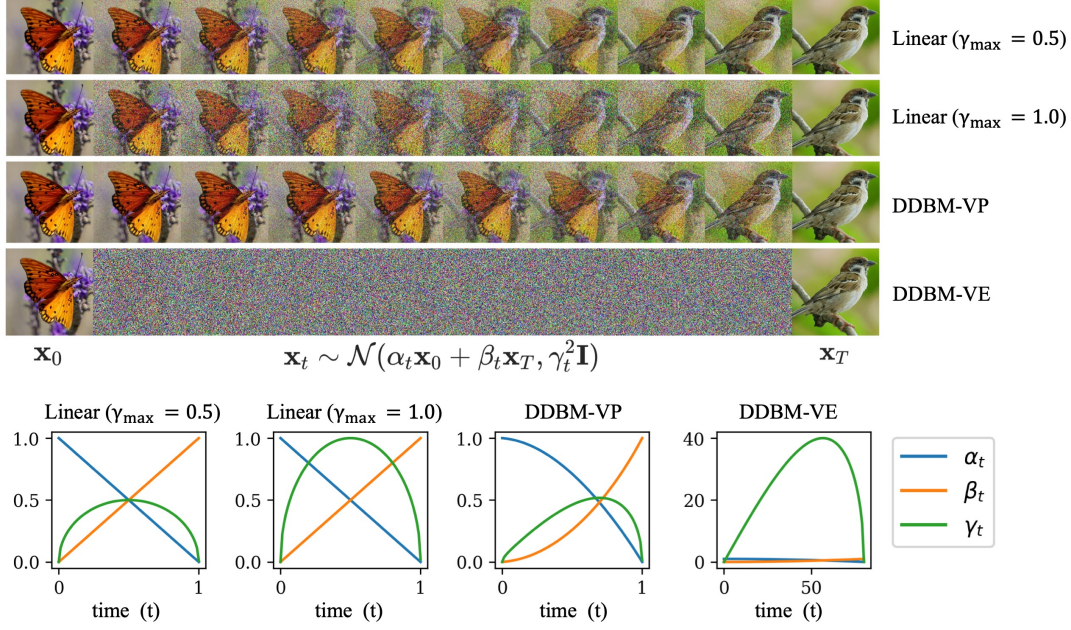 Linear (γmax = 0.5)
Linear (γmax = 1.0)
DDBM-VP
DDBM-VE
x₀
xₜ ∼ 𝒩(αₜx₀ + βₜx_T, γₜ²I)
x_T
Linear (γmax = 0.5)
Linear (γmax = 1.0)
DDBM-VP
DDBM-VE
1.0
0.5
0.0
0
1
time (t)
1.0
0.5
0.0
0
1
time (t)
1.0
0.5
0.0
0
1
time (t)
40
20
0
0
50
time (t)
αₜ
βₜ
γₜ